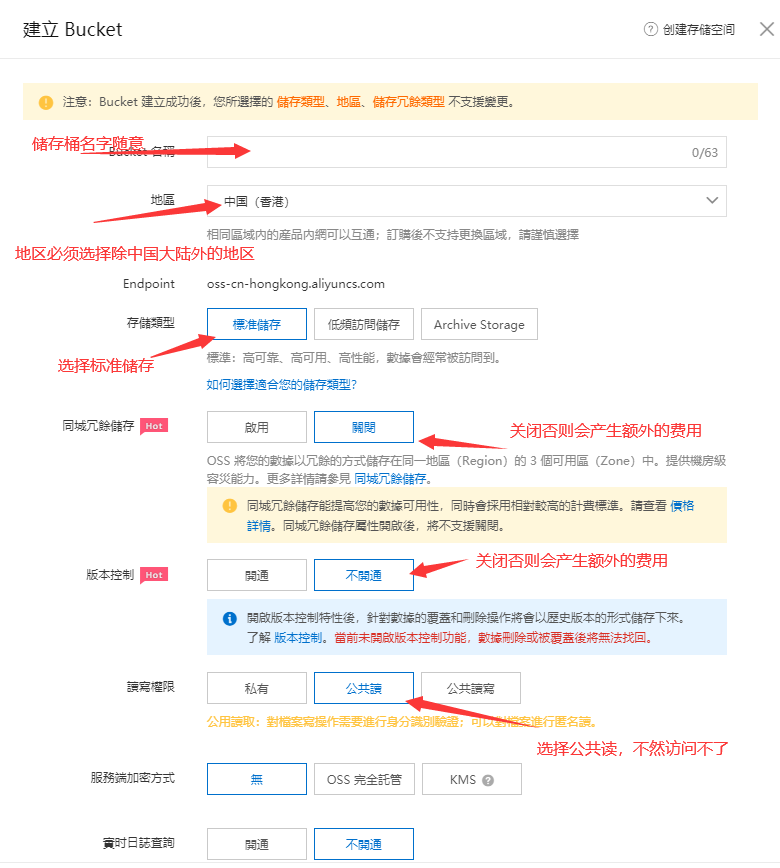 建立 Bucket
创建存储空间
注意：Bucket 建立成功後，您所選擇的 儲存類型、地區、儲存冗餘類型 不支援變更。
储存桶名字随意
Bucket 名稱
0/63
地區
中国（香港）
相同區域内的產品内網可以互通；訂購後不支持更換區域，請謹慎選擇
地区必须选择除中国大陆外的地区
Endpoint
oss-cn-hongkong.aliyuncs.com
存储類型
標准儲存
低頻訪問儲存
Archive Storage
標準：高可靠、高可用、高性能，數據會經常被訪問到。
选择标准储存
如何選擇適合您的儲存類型?
同城冗餘儲存 Hot
啟用
關閉
关闭否则会产生额外的费用
OSS 將您的數據以冗餘的方式儲存在同一地區（Region）的 3 個可用區（Zone）中。提供機房級
容災能力。更多詳情請參見 同城冗餘儲存。
同城冗餘儲存能提高您的數據可用性，同時會採用相對較高的計費標準。請查看 價格
詳情。同城冗餘儲存屬性開啟後，將不支援關閉。
版本控制 Hot
開通
不開通
关闭否则会产生额外的费用
開啟版本控制特性後，針對數據的覆蓋和刪除操作將會以歷史版本的形式儲存下來。
了解 版本控制。當前未開啟版本控制功能，數據刪除或被覆蓋後將無法找回。
讀寫權限
私有
公共讀
公共讀寫
公用讀取：對檔案寫操作需要進行身分識別驗證；可以對檔案進行匿名讀。
选择公共读，不然访问不了
服務端加密方式
無
OSS 完全託管
KMS
實时日誌查詢
開通
不開通